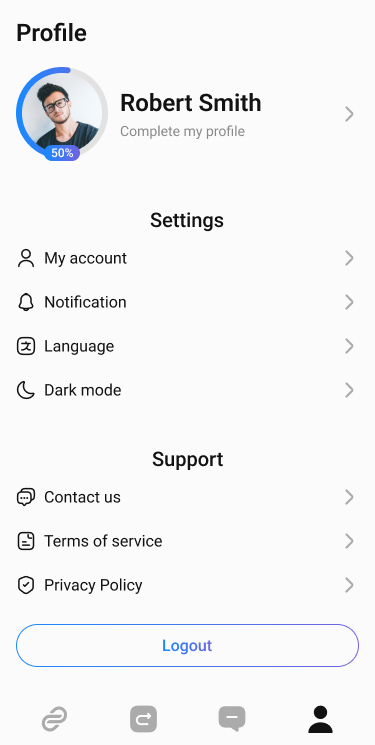 Profile
Robert Smith
Complete my profile
50%
Settings
My account
Notification
Language
Dark mode
Support
Contact us
Terms of service
Privacy Policy
Logout